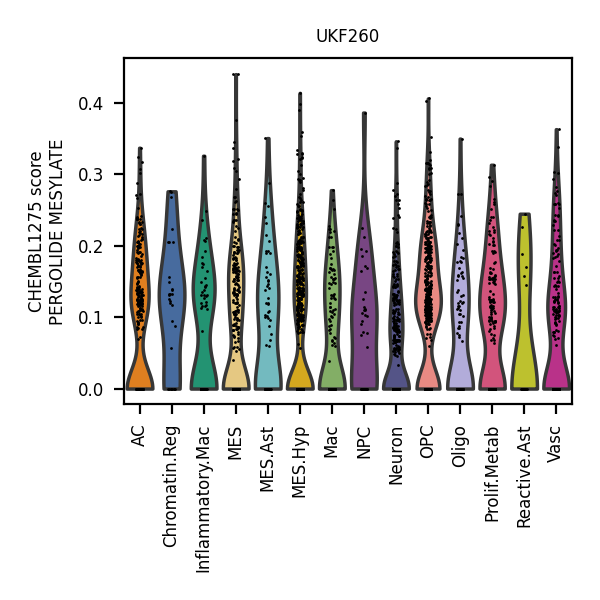 UKF260
CHEMBL1275 score
PERGOLIDE MESYLATE
0.4
0.3
0.2
0.1
0.0
AC
Chromatin.Reg
Inflammatory.Mac
MES
MES.Ast
MES.Hyp
Mac
NPC
Neuron
OPC
Oligo
Prolif.Metab
Reactive.Ast
Vasc